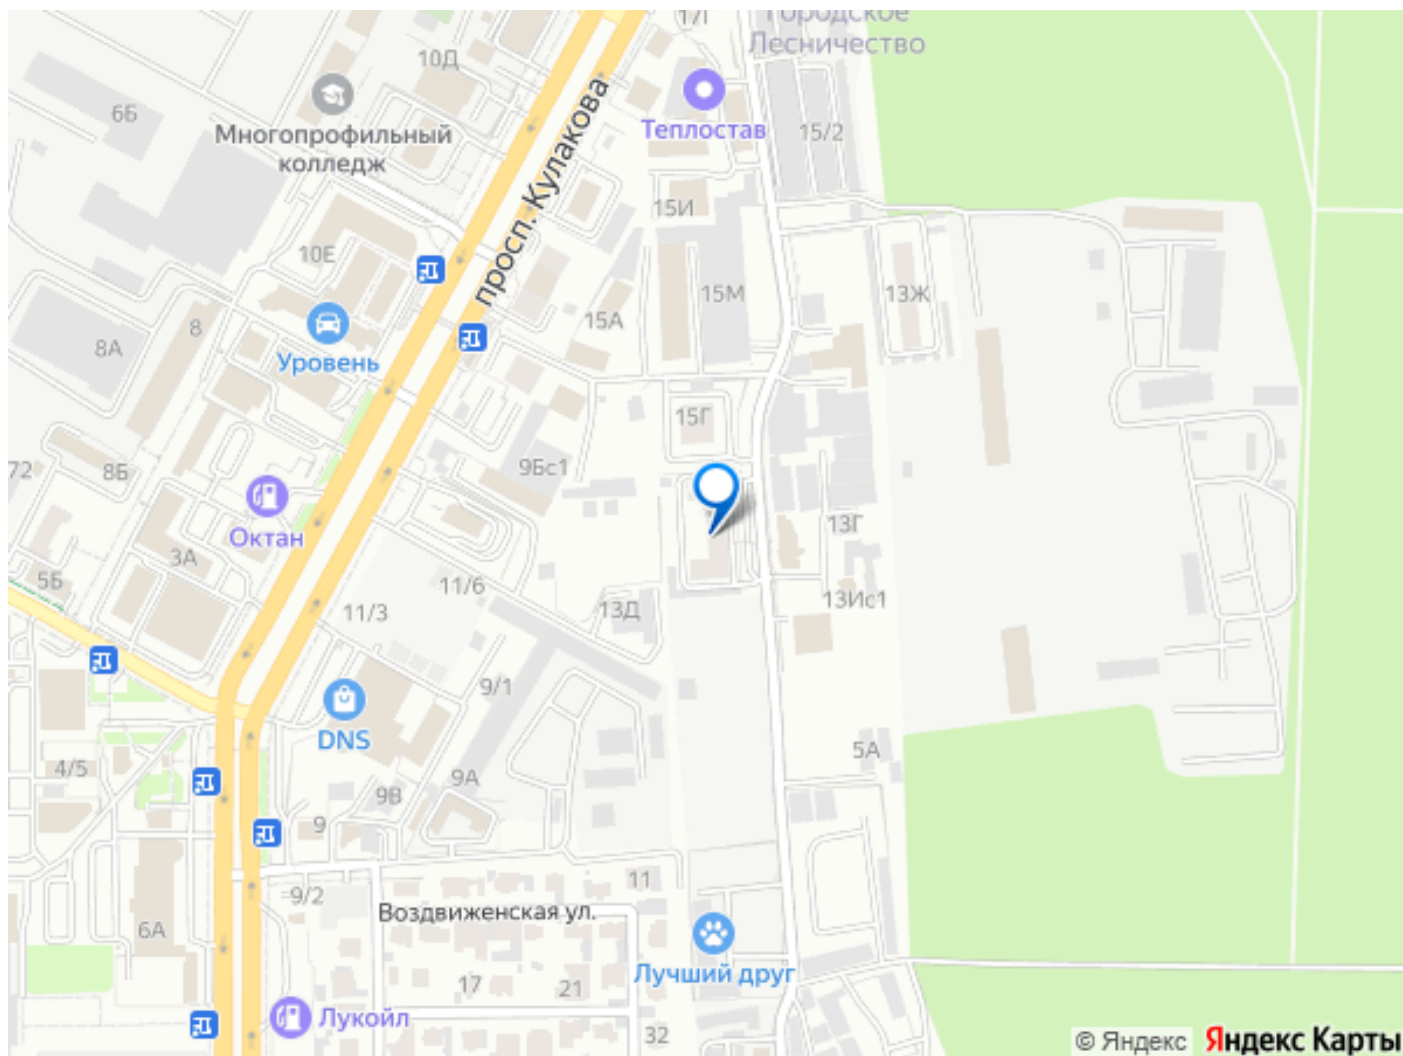 17Г
Городское
Лесничество
10Д
6Б
Многопрофильный
колледж
Теплостав
15/2
просп. Кулакова
15И
10Е
15М
13Ж
8
15А
8А
Уровень
15Г
72
8Б
9Бс1
Октан
13Г
3А
5Б
11/6
11/3
13Д
13Ис1
9/1
DNS
4/5
9А
5А
9В
9
9/2
11
Воздвиженская ул.
6А
Лучший друг
17
21
Лукойл
32
© Яндекс
Яндекс Карты